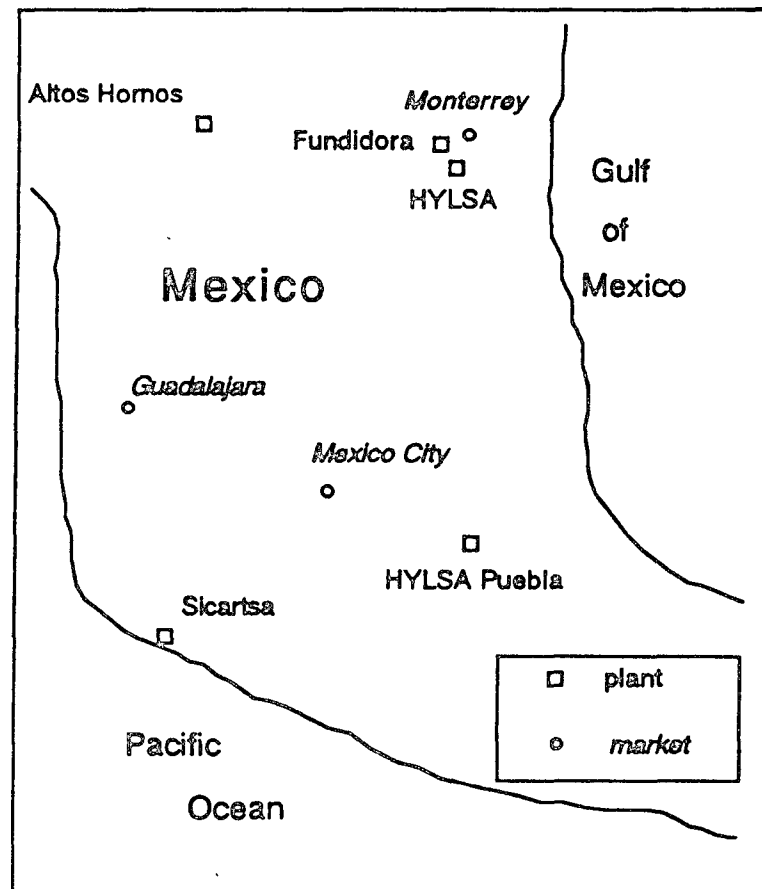 Altos Hornos
Monterrey
Fundidora
HYLSA
Gulf
of
Mexico
Mexico
Guadalajara
Mexico City
HYLSA Puebla
Sicartsa
plant
market
Pacific
Ocean